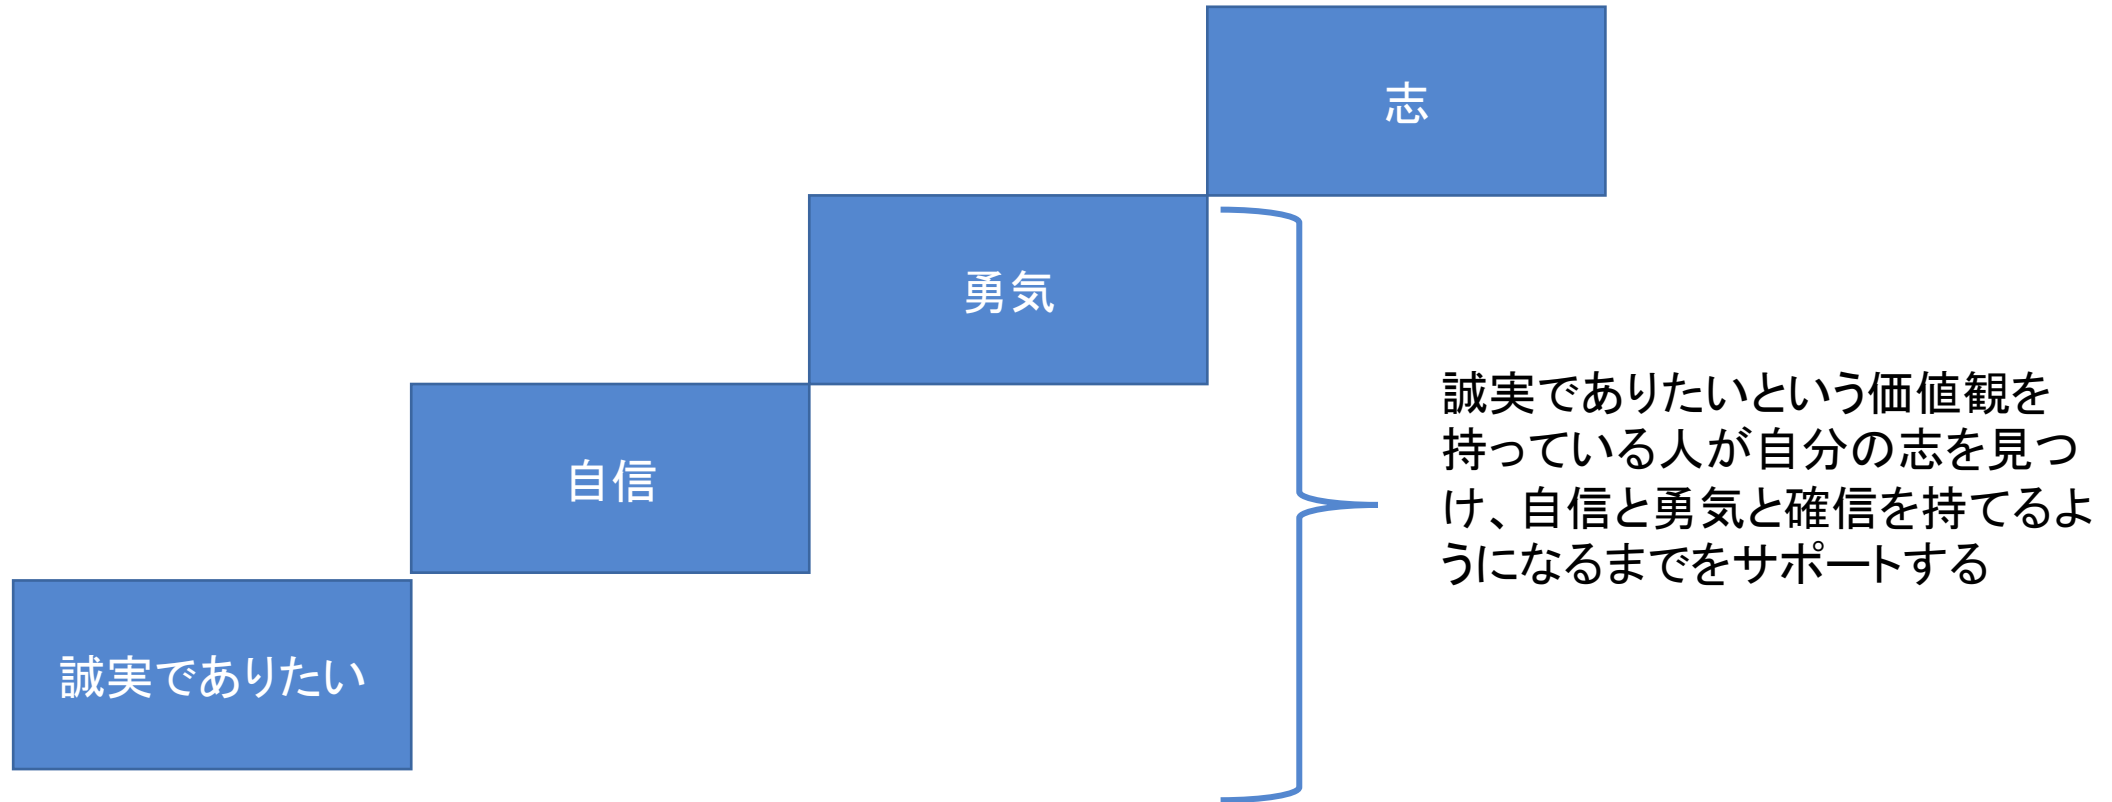 志
勇気
自信
誠実でありたい
誠実でありたいという価値観を
持っている人が自分の志を見つ
け、自信と勇気と確信を持てるよ
うになるまでをサポートする